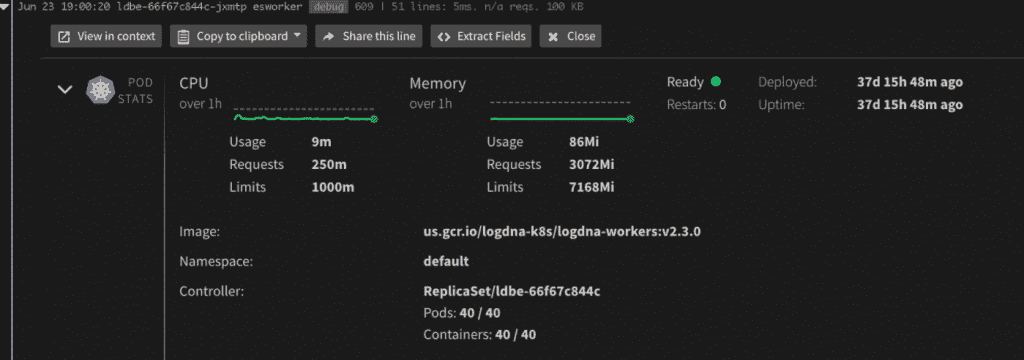 Jun 23 19:00:20 ldbe-66f67c844c-jxmtp esworker debug 609 | 51 lines: 5ms. n/a reqs. 100 KB
View in context Copy to clipboard Share this line Extract Fields Close
POD STATS
CPU
over 1h
Usage 9m
Requests 250m
Limits 1000m
Memory
over 1h
Usage 86Mi
Requests 3072Mi
Limits 7168Mi
Ready
Restarts: 0
Deployed: 37d 15h 48m ago
Uptime: 37d 15h 48m ago
Image: us.gcr.io/logdna-k8s/logdna-workers:v2.3.0
Namespace: default
Controller: ReplicaSet/ldbe-66f67c844c
Pods: 40 / 40
Containers: 40 / 40